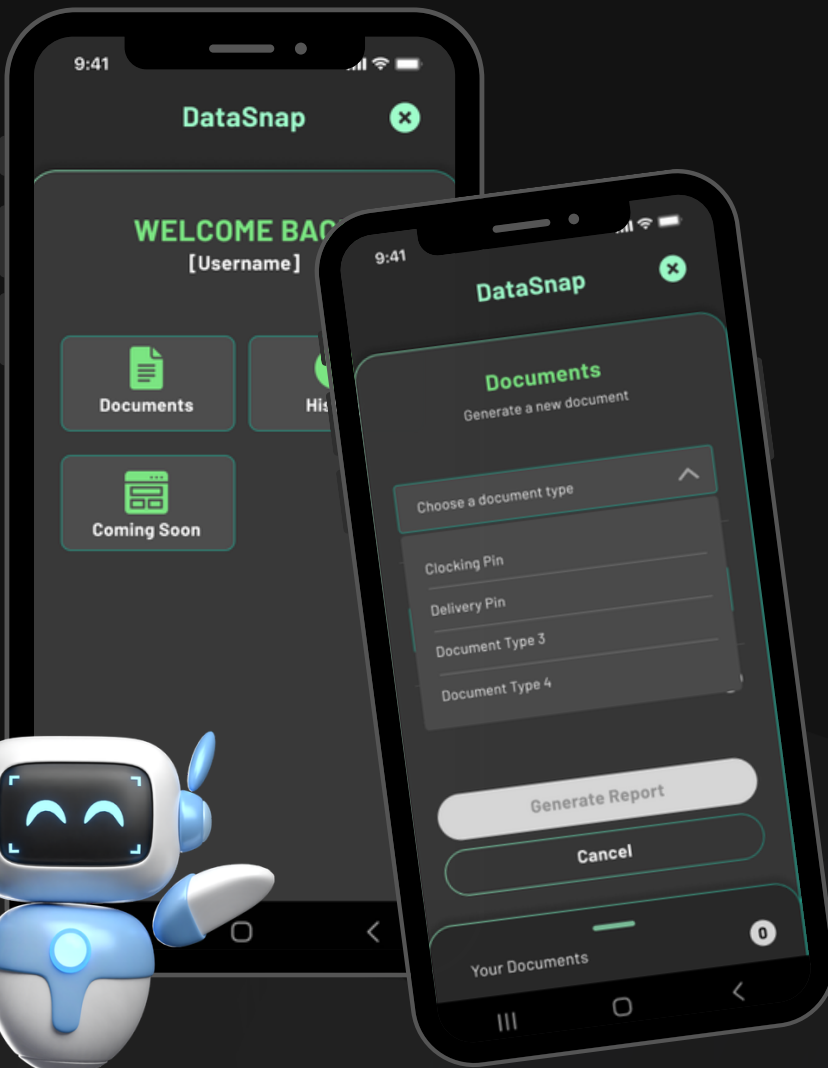 9:41
DataSnap
WELCOME BAC
[Username]
Documents
His
Coming Soon
9:41
DataSnap
Documents
Generate a new document
Choose a document type
Clocking Pin
Delivery Pin
Document Type 3
Document Type 4
Generate Report
Cancel
Your Documents
0